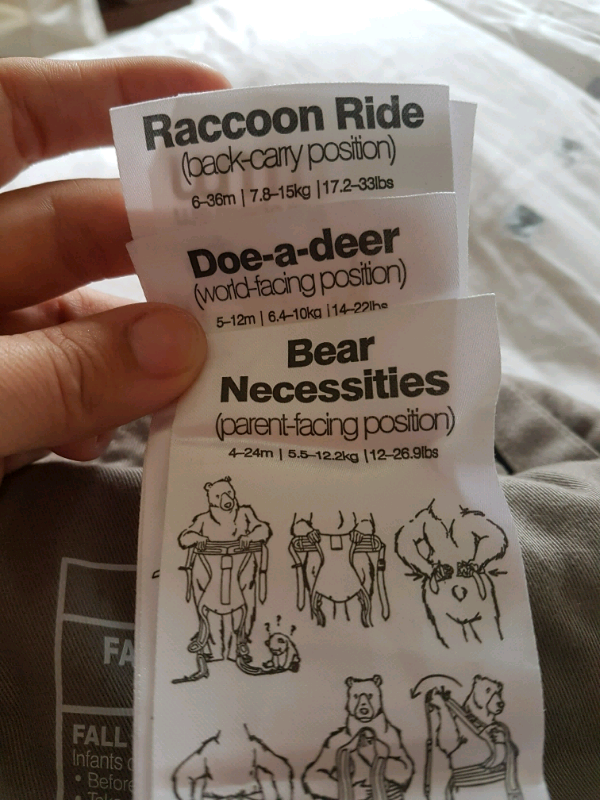 Raccoon Ride
(back-carry position)
6–36m | 7.8–15kg | 17.2–33lbs
Doe-a-deer
(world-facing position)
5–12m | 6.4–10kg | 14–22lbs
Bear
Necessities
(parent-facing position)
4–24m | 5.5–12.2kg | 12–26.9lbs
? ? ?
FA
FALL
Infants
• Before